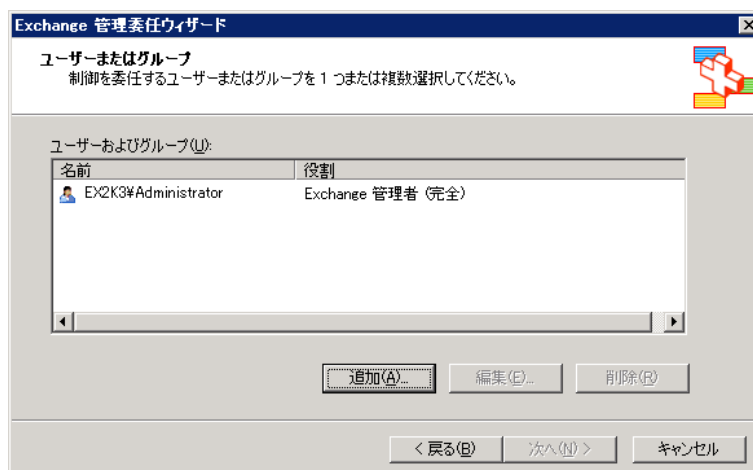 Exchange 管理委任ウィザード
ユーザーまたはグループ
制御を委任するユーザーまたはグループを 1 つまたは複数選択してください。
ユーザーおよびグループ(U):
名前 役割
EX2K3¥Administrator Exchange 管理者 (完全)
追加(A)... 編集(E)... 削除(R)
< 戻る(B) 次へ(N) > キャンセル